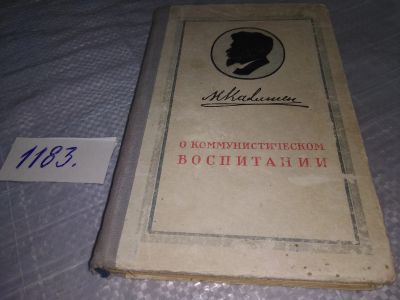 1183.
М Калинин
О КОММУНИСТИЧЕСКОМ
ВОСПИТАНИИ